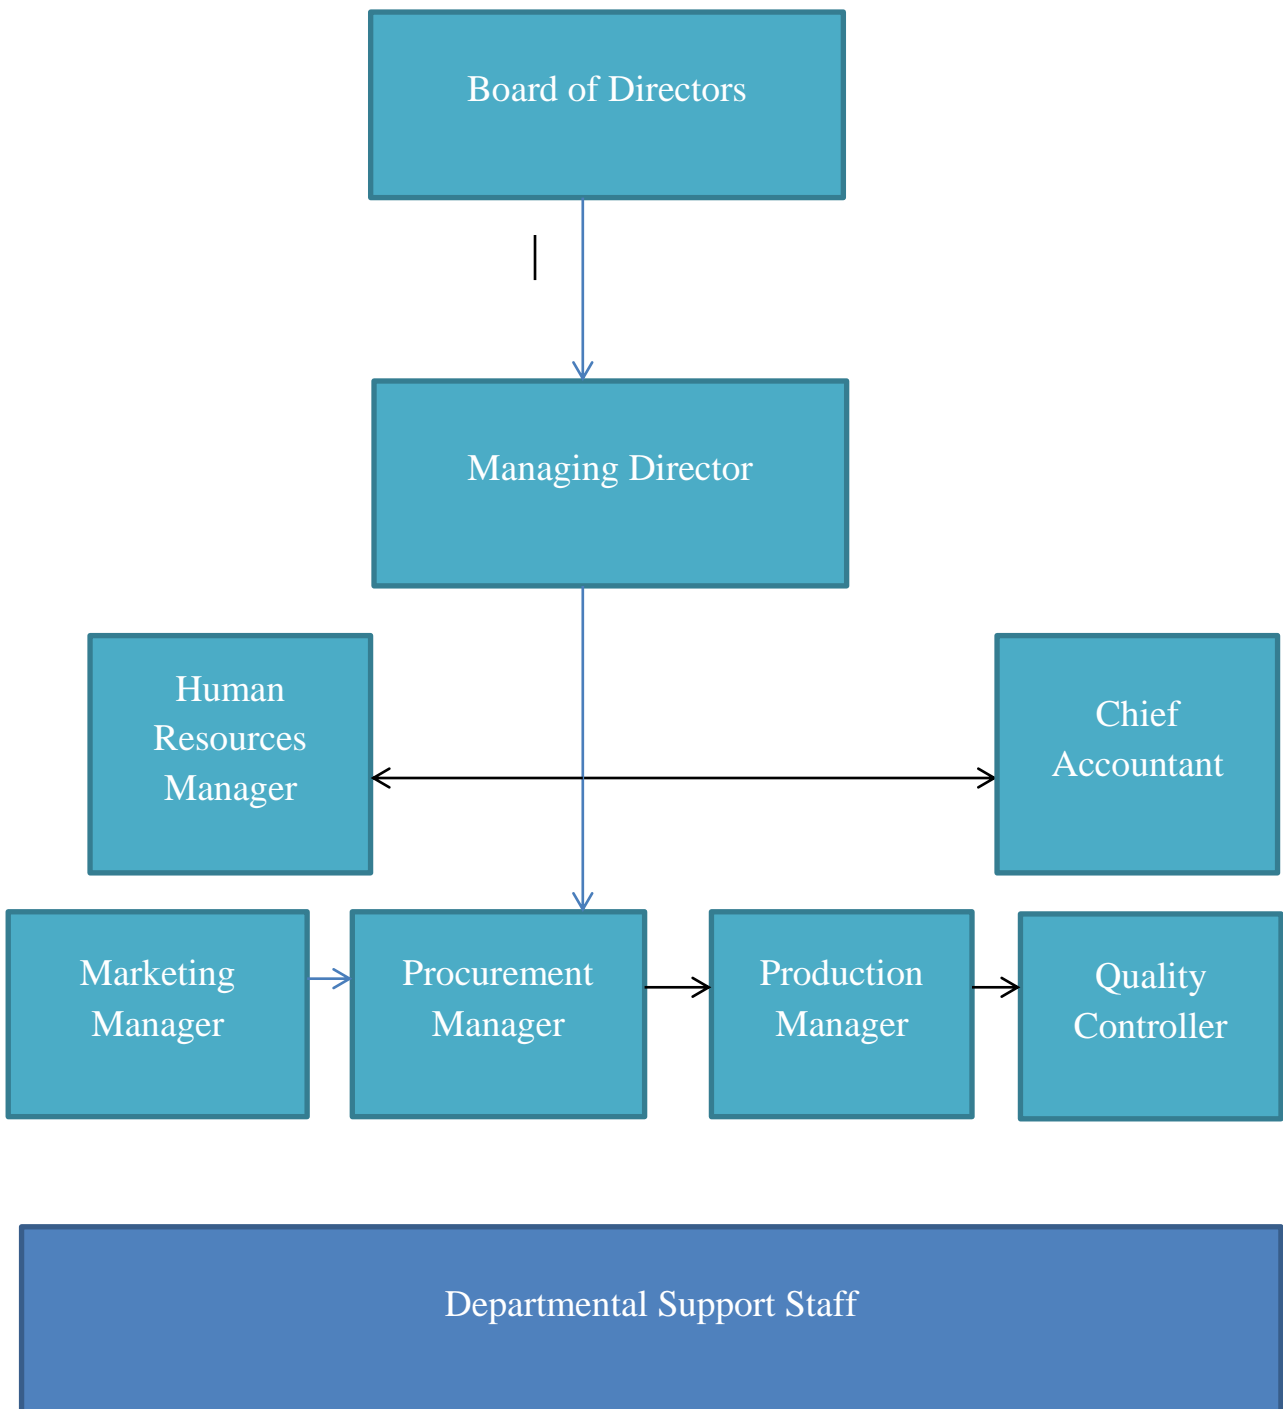 Board of Directors
Managing Director
Human
Resources
Manager
Chief
Accountant
Marketing
Manager
Procurement
Manager
Production
Manager
Quality
Controller
Departmental Support Staff